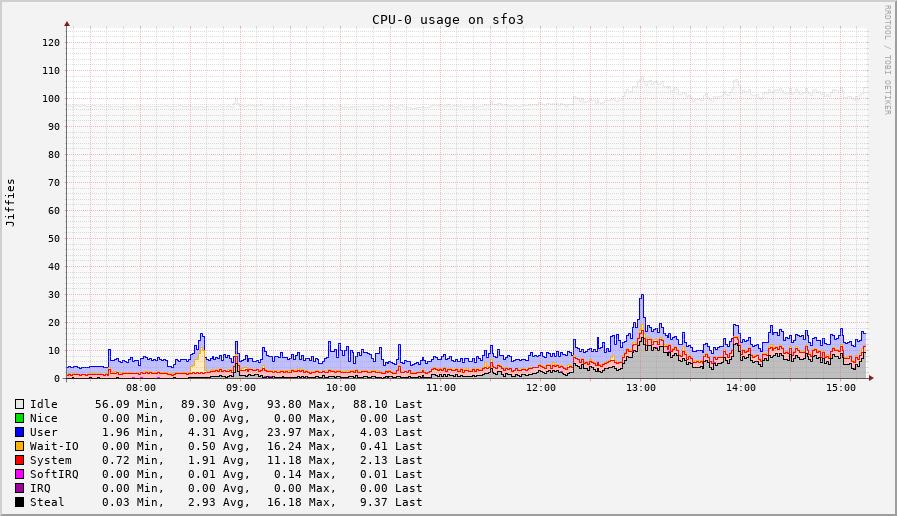 CPU-0 usage on sfo3
RRDTOOL / TOBI OETIKER
Jiffies
120
110
100
90
80
70
60
50
40
30
20
10
0
08:00 09:00 10:00 11:00 12:00 13:00 14:00 15:00
Idle 56.09 Min, 89.30 Avg, 93.80 Max, 88.10 Last
Nice 0.00 Min, 0.00 Avg, 0.00 Max, 0.00 Last
User 1.96 Min, 4.31 Avg, 23.97 Max, 4.03 Last
Wait-IO 0.00 Min, 0.50 Avg, 16.24 Max, 0.41 Last
System 0.72 Min, 1.91 Avg, 11.18 Max, 2.13 Last
SoftIRQ 0.00 Min, 0.01 Avg, 0.14 Max, 0.01 Last
IRQ 0.00 Min, 0.00 Avg, 0.00 Max, 0.00 Last
Steal 0.03 Min, 2.93 Avg, 16.18 Max, 9.37 Last